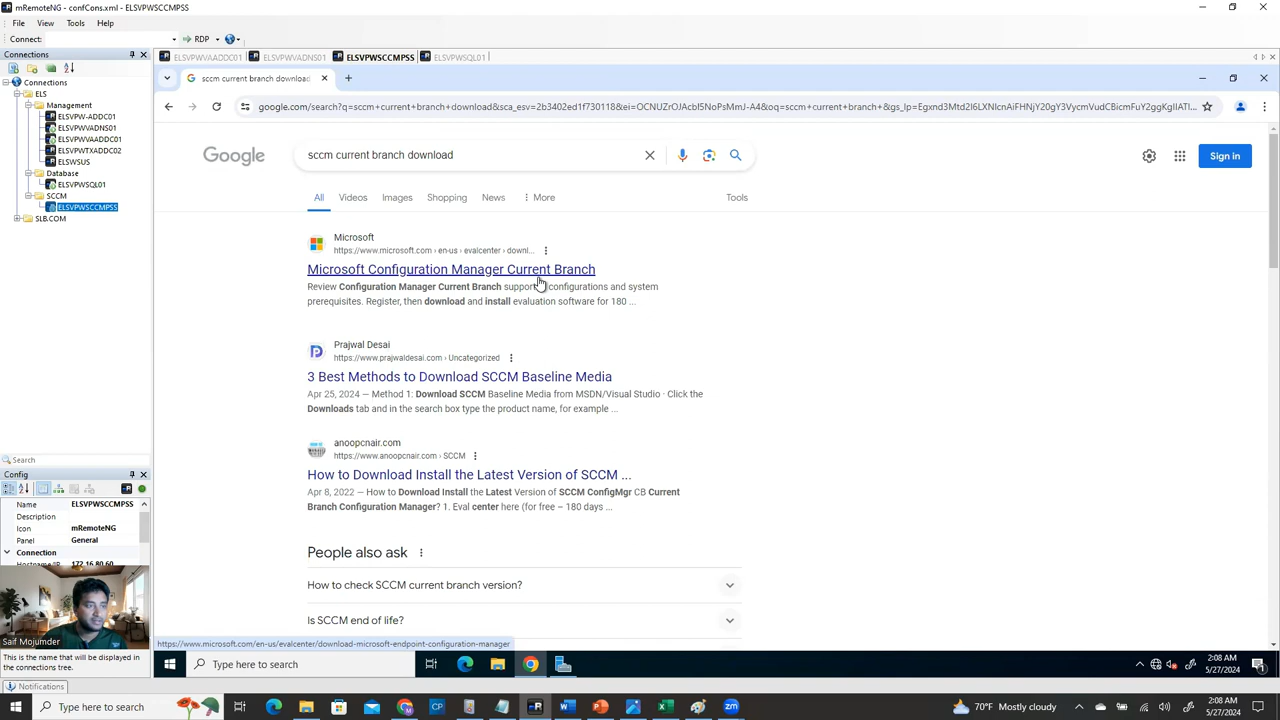 mRemoteNG - confCons.xml - ELSVPWSCCMPSS
File View Tools Help
Connect: RDP
Connections
ELSVPWVAADDC01 ELSVPWVADNS01 ELSVPWSCCMPSS ELSVPWSQL01
Connections
ELS
Management
ELSVPW-ADDC01
ELSVPWVADNS01
ELSVPWVAADDC01
ELSVPWTXADDC02
ELSWSUS
Database
ELSVPWSQL01
SCCM
ELSVPWSCCMPSS
SLB.COM
Search
Config
Name ELSVPWSCCMPSS
Description
Icon mRemoteNG
Panel General
Connection
Hostname/IP 172.16.80.60
Saif Mojumder
This is the name that will be displayed in
the connections tree.
Notifications
sccm current branch download
Google
sccm current branch download
Sign in
All Videos Images Shopping News More Tools
Microsoft
https://www.microsoft.com › en-us › evalcenter › downl...
Microsoft Configuration Manager Current Branch
Review Configuration Manager Current Branch configurations and system
prerequisites. Register, then download and install evaluation software for 180 ...
Prajwal Desai
https://www.prajwaldesai.com › Uncategorized
3 Best Methods to Download SCCM Baseline Media
Apr 25, 2024 — Method 1: Download SCCM Baseline Media from MSDN/Visual Studio · Click the
Downloads tab and in the search box type the product name, for example ...
anoopcnair.com
https://www.anoopcnair.com › SCCM
How to Download Install the Latest Version of SCCM ...
Apr 8, 2022 — How to Download Install the Latest Version of SCCM ConfigMgr CB Current
Branch Configuration Manager? 1. Eval center here (for free – 180 days ...
People also ask
How to check SCCM current branch version?
Is SCCM end of life?
https://www.microsoft.com/en-us/evalcenter/download-microsoft-endpoint-configuration-manager
Type here to search
2:08 AM
5/27/2024
Type here to search
70°F Mostly cloudy
2:08 AM
5/27/2024